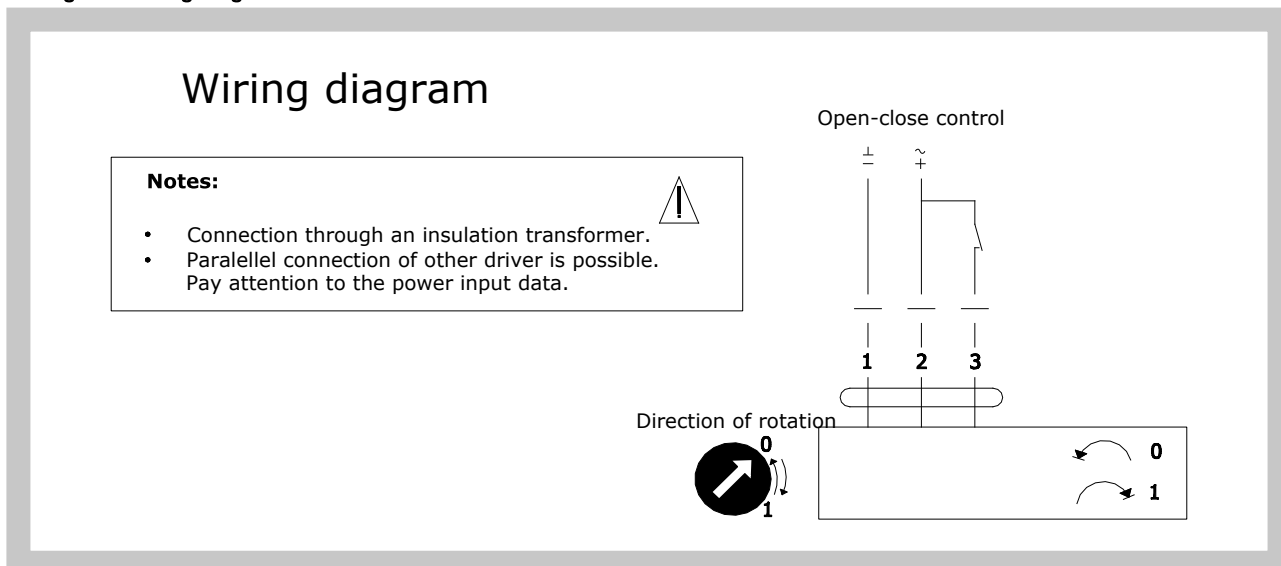 Wiring diagram
Open-close control
⊥ ~
− +
Notes:
• Connection through an insulation transformer.
• Paralellel connection of other driver is possible.
Pay attention to the power input data.
1 2 3
Direction of rotation
0
1
0
1